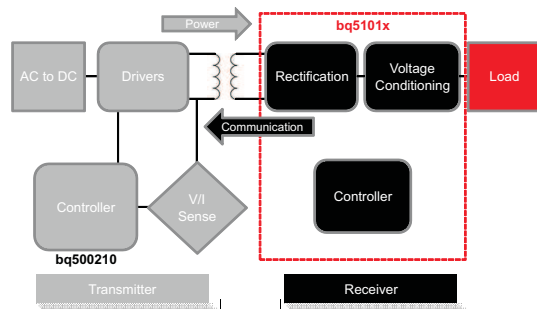 Power
bq5101x
AC to DC
Drivers
Rectification
Voltage
Conditioning
Load
Communication
Controller
V/I
Sense
Controller
bq500210
Transmitter
Receiver